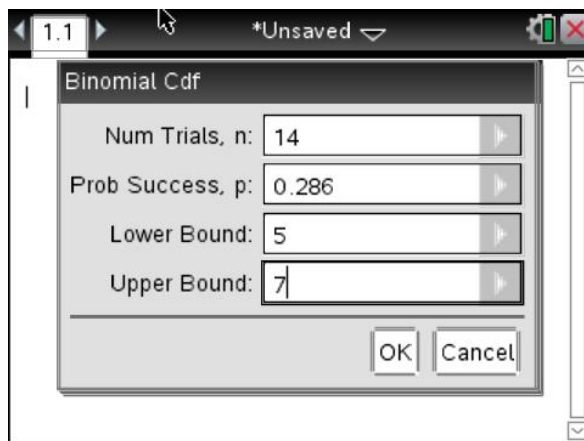 1.1 *Unsaved
Binomial Cdf
Num Trials, n: 14
Prob Success, p: 0.286
Lower Bound: 5
Upper Bound: 7
OK Cancel